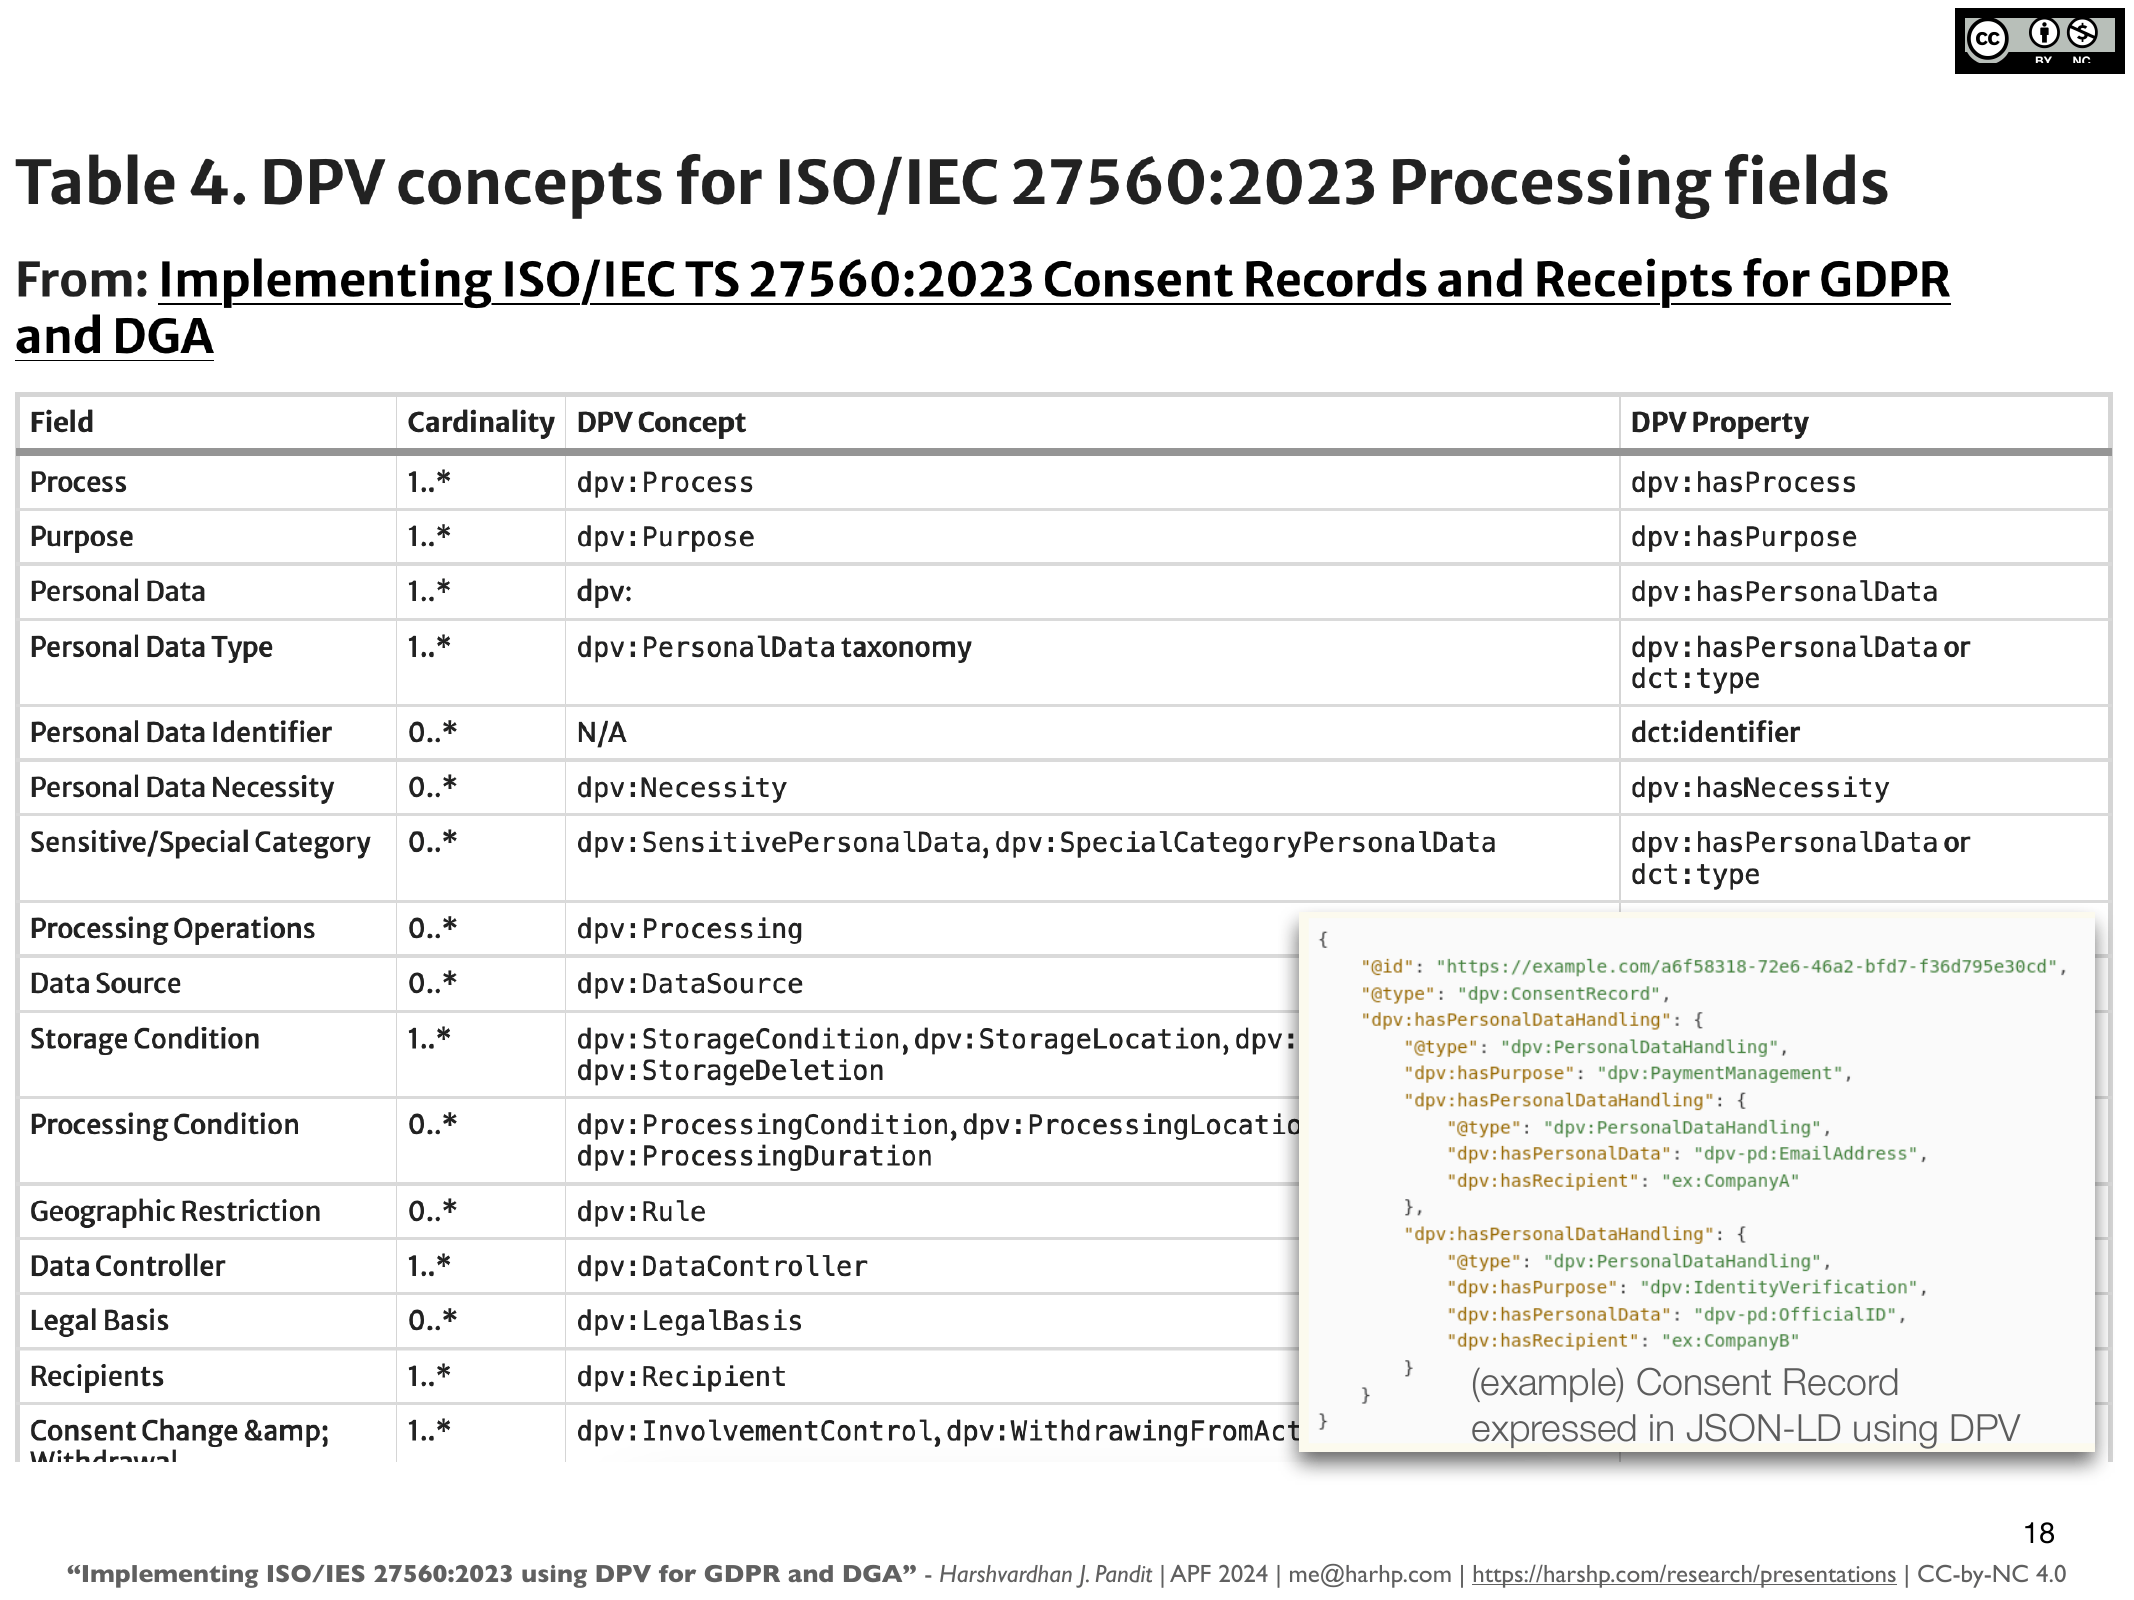 cc BY NC
Table 4. DPV concepts for ISO/IEC 27560:2023 Processing fields
From: Implementing ISO/IEC TS 27560:2023 Consent Records and Receipts for GDPR
and DGA
Field Cardinality DPV Concept DPV Property
Process 1..* dpv:Process dpv:hasProcess
Purpose 1..* dpv:Purpose dpv:hasPurpose
Personal Data 1..* dpv: dpv:hasPersonalData
Personal Data Type 1..* dpv:PersonalData taxonomy dpv:hasPersonalData or
dct:type
Personal Data Identifier 0..* N/A dct:identifier
Personal Data Necessity 0..* dpv:Necessity dpv:hasNecessity
Sensitive/Special Category 0..* dpv:SensitivePersonalData, dpv:SpecialCategoryPersonalData dpv:hasPersonalData or
dct:type
Processing Operations 0..* dpv:Processing
Data Source 0..* dpv:DataSource
Storage Condition 1..* dpv:StorageCondition, dpv:StorageLocation, dpv:
dpv:StorageDeletion
Processing Condition 0..* dpv:ProcessingCondition, dpv:ProcessingLocatio
dpv:ProcessingDuration
Geographic Restriction 0..* dpv:Rule
Data Controller 1..* dpv:DataController
Legal Basis 0..* dpv:LegalBasis
Recipients 1..* dpv:Recipient
Consent Change &amp; 1..* dpv:InvolvementControl, dpv:WithdrawingFromAct
Withdrawal
{
"@id": "https://example.com/a6f58318-72e6-46a2-bfd7-f36d795e30cd",
"@type": "dpv:ConsentRecord",
"dpv:hasPersonalDataHandling": {
"@type": "dpv:PersonalDataHandling",
"dpv:hasPurpose": "dpv:PaymentManagement",
"dpv:hasPersonalDataHandling": {
"@type": "dpv:PersonalDataHandling",
"dpv:hasPersonalData": "dpv-pd:EmailAddress",
"dpv:hasRecipient": "ex:CompanyA"
},
"dpv:hasPersonalDataHandling": {
"@type": "dpv:PersonalDataHandling",
"dpv:hasPurpose": "dpv:IdentityVerification",
"dpv:hasPersonalData": "dpv-pd:OfficialID",
"dpv:hasRecipient": "ex:CompanyB"
}
}
}
(example) Consent Record
expressed in JSON-LD using DPV
18
“Implementing ISO/IES 27560:2023 using DPV for GDPR and DGA” - Harshvardhan J. Pandit | APF 2024 | me@harhp.com | https://harshp.com/research/presentations | CC-by-NC 4.0